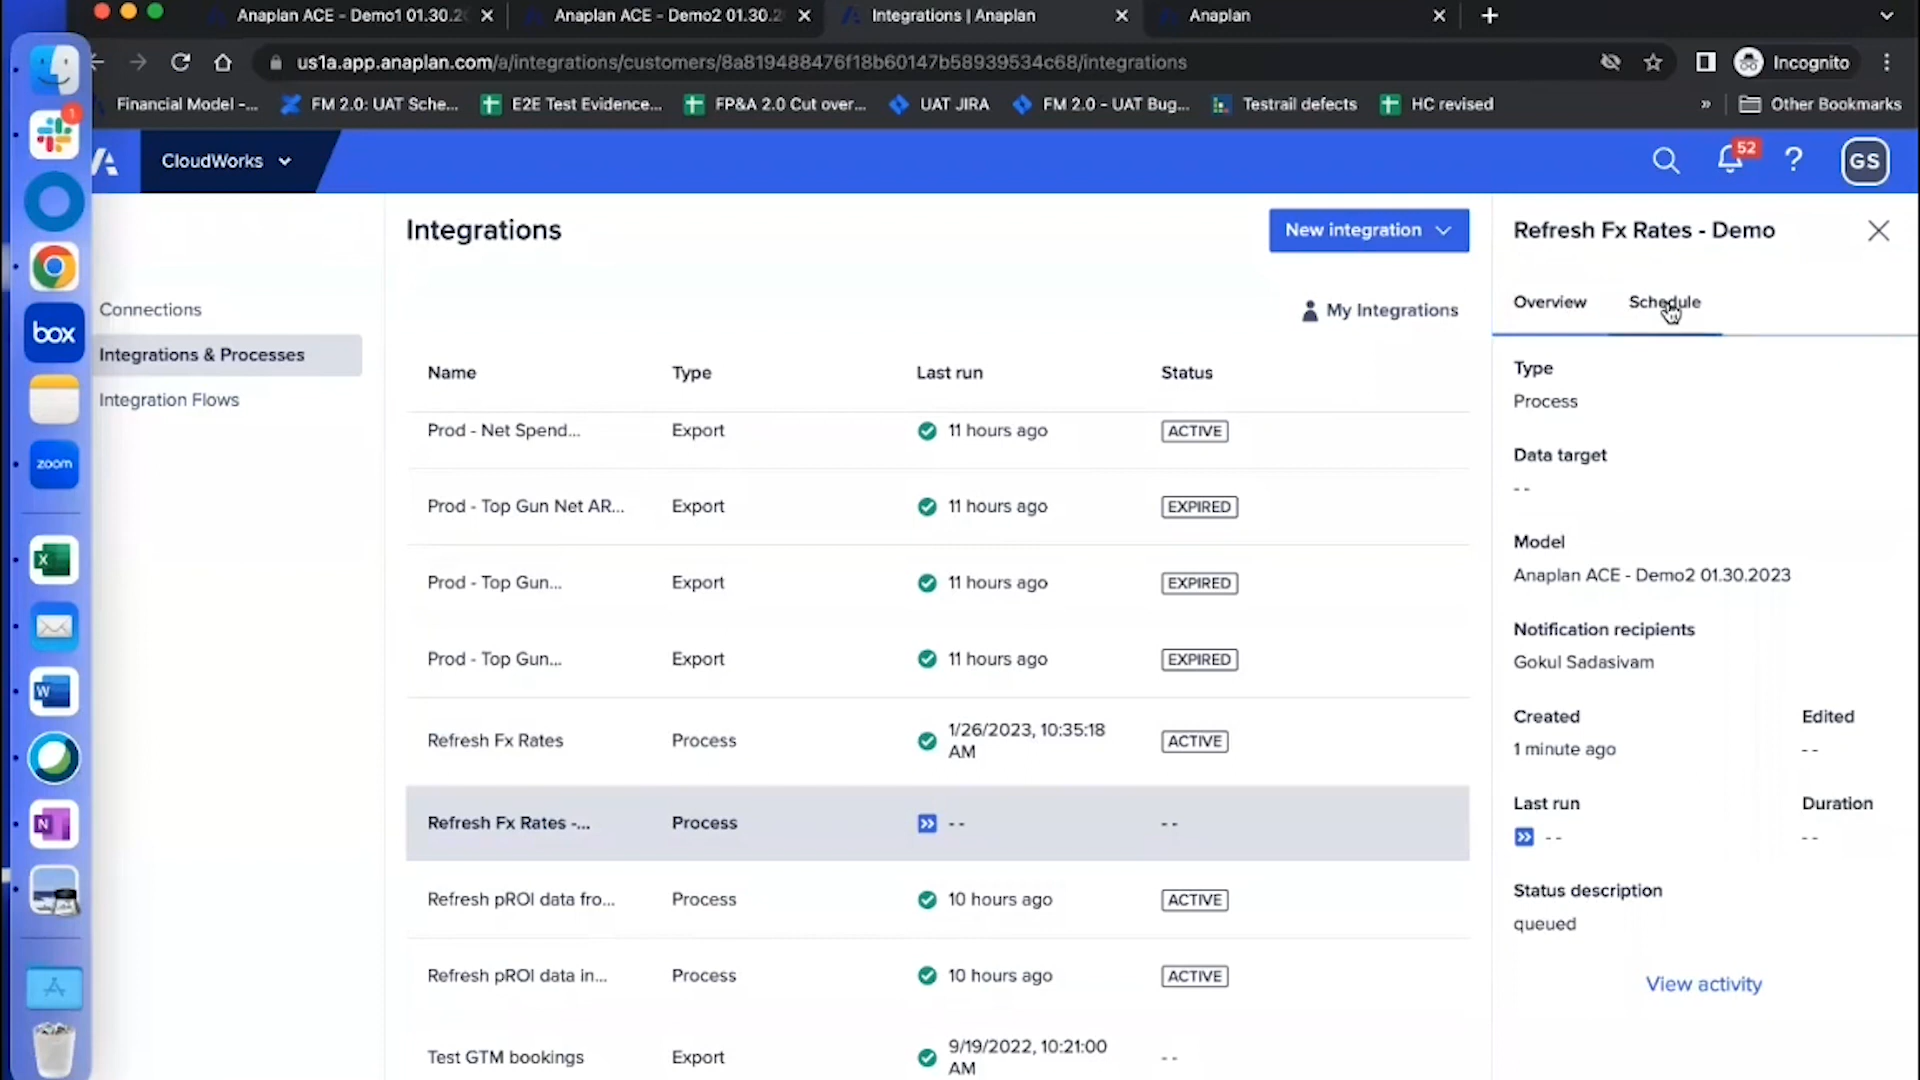 Anaplan ACE - Demo1 01.30.2
Anaplan ACE - Demo2 01.30.2
Integrations | Anaplan
Anaplan
us1a.app.anaplan.com/a/integrations/customers/8a819488476f18b60147b58939534c68/integrations
Incognito
Financial Model -...
FM 2.0: UAT Sche...
E2E Test Evidence...
FP&A 2.0 Cut over...
UAT JIRA
FM 2.0 - UAT Bug...
Testrail defects
HC revised
»
Other Bookmarks
CloudWorks
52
?
GS
1
box
zoom
X
W
N
Connections
Integrations & Processes
Integration Flows
Integrations
New integration
My Integrations
Name Type Last run Status
Prod - Net Spend... Export 11 hours ago ACTIVE
Prod - Top Gun Net AR... Export 11 hours ago EXPIRED
Prod - Top Gun... Export 11 hours ago EXPIRED
Prod - Top Gun... Export 11 hours ago EXPIRED
Refresh Fx Rates Process 1/26/2023, 10:35:18 AM ACTIVE
Refresh Fx Rates -... Process -- --
Refresh pROI data fro... Process 10 hours ago ACTIVE
Refresh pROI data in... Process 10 hours ago ACTIVE
Test GTM bookings Export 9/19/2022, 10:21:00 AM --
Refresh Fx Rates - Demo
Overview Schedule
Type
Process
Data target
--
Model
Anaplan ACE - Demo2 01.30.2023
Notification recipients
Gokul Sadasivam
Created Edited
1 minute ago --
Last run Duration
-- --
Status description
queued
View activity